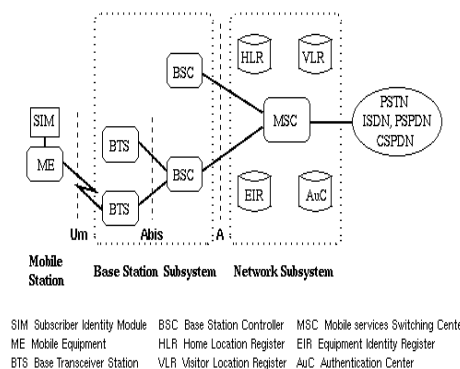 HLR VLR
BSC
SIM
MSC
PSTN
ISDN, PSPDN
CSPDN
BTS
ME
BSC
BTS
EIR AuC
Um Abis A
Mobile
Station
Base Station Subsystem Network Subsystem
SIM Subscriber Identity Module BSC Base Station Controller MSC Mobile services Switching Cente
ME Mobile Equipment HLR Home Location Register EIR Equipment Identity Register
BTS Base Transceiver Station VLR Visitor Location Register AuC Authentication Center